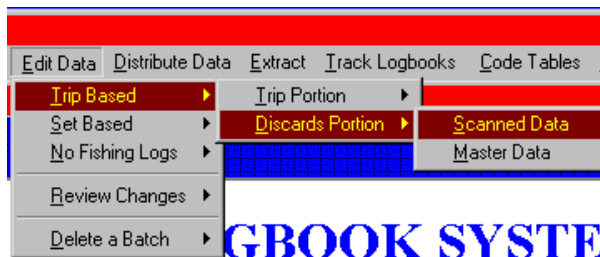 Edit Data Distribute Data Extract Track Logbooks Code Tables
Trip Based Trip Portion
Set Based Discards Portion Scanned Data
No Fishing Logs Master Data
Review Changes
Delete a Batch
GBOOK SYSTE